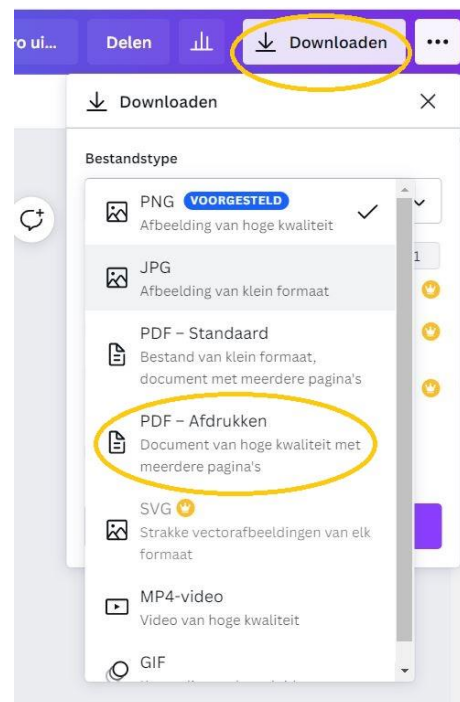 ro ui...
Delen
Downloaden
Downloaden
Bestandstype
PNG VOORGESTELD
Afbeelding van hoge kwaliteit
1
JPG
Afbeelding van klein formaat
PDF – Standaard
Bestand van klein formaat,
document met meerdere pagina's
PDF – Afdrukken
Document van hoge kwaliteit met
meerdere pagina's
SVG
Strakke vectorafbeeldingen van elk
formaat
MP4-video
Video van hoge kwaliteit
GIF